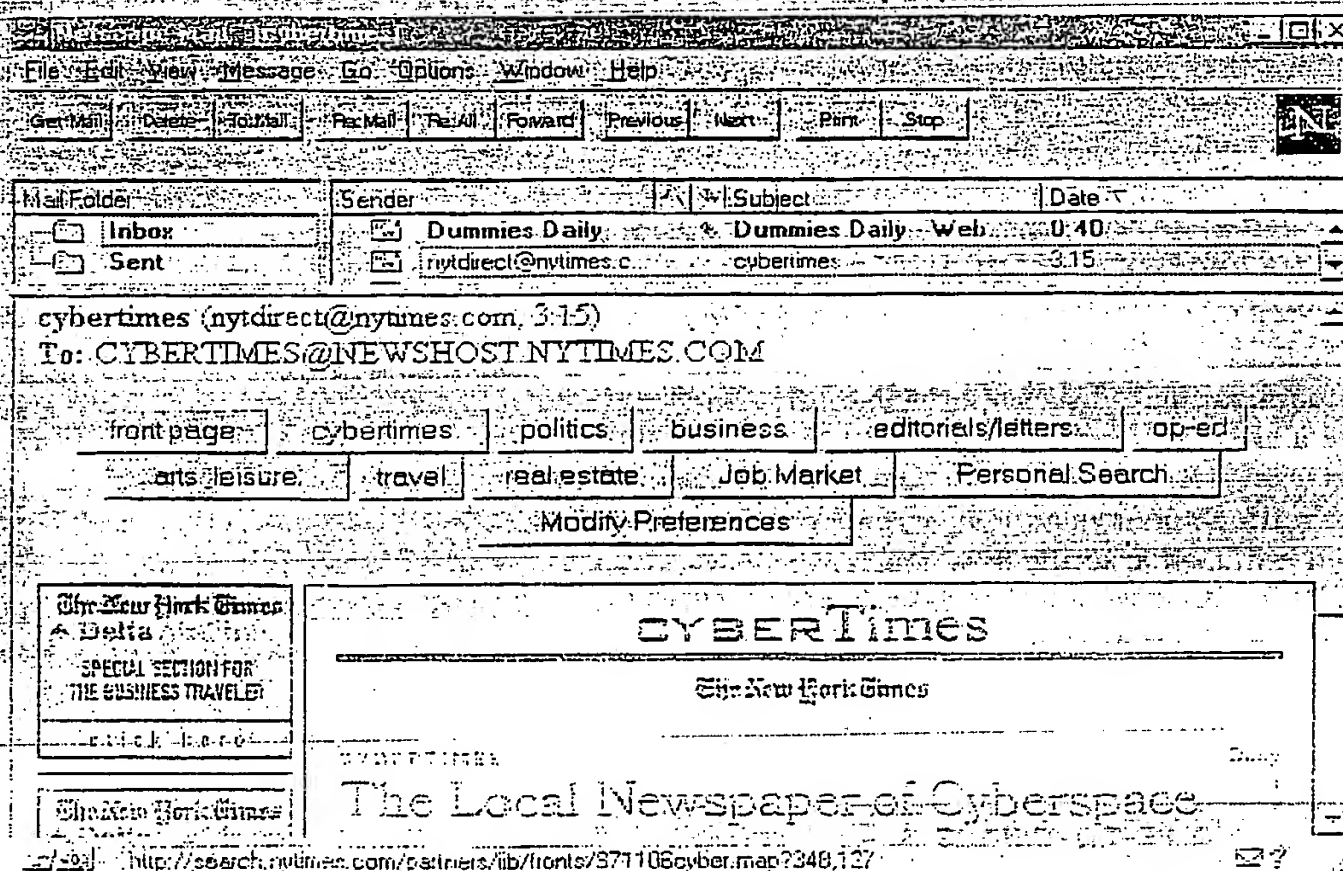 File Edit View Message Go Options Window Help
Get Mail Delete To: Mail Re: Mail Re: All Forward Previous Next Print Stop
Mail Folder Sender Subject Date
Inbox Dummies Daily Dummies Daily - Web 0:40
Sent nytdirect@nytimes.c... cybertimes 3:15
cybertimes (nytdirect@nytimes.com, 3:15)
To: CYBERTIMES@NEWSHOST.NYTIMES.COM
front page cybertimes politics business editorials/letters op-ed
arts leisure travel real estate Job Market Personal Search
Modify Preferences
The New York Times
Delta
SPECIAL SECTION FOR
THE BUSINESS TRAVELER
click here
The New York Times
CYBERTimes
The New York Times
CYBERTIMES
The Local Newspaper of Cyberspace
http://search.nytimes.com/partners/iib/fronts/971106cyber.map?348,127